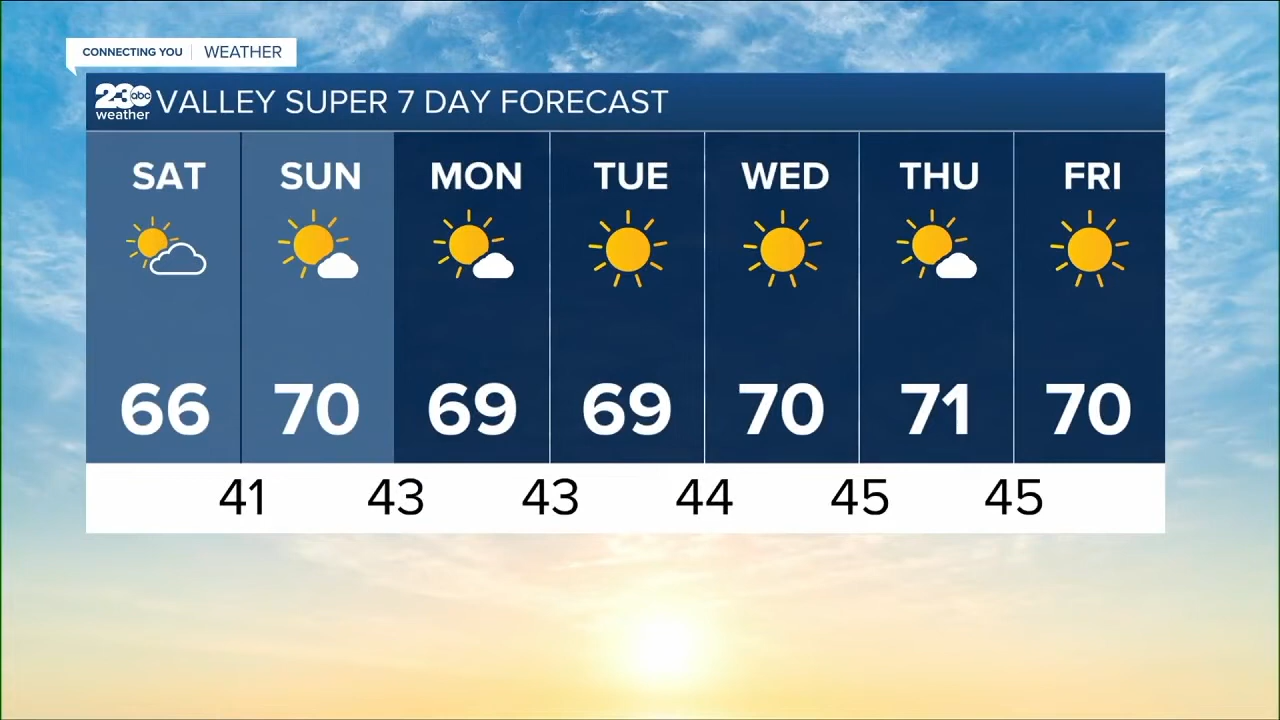 CONNECTING YOU WEATHER
23 abc
weather
VALLEY SUPER 7 DAY FORECAST
SAT SUN MON TUE WED THU FRI
66 70 69 69 70 71 70
41 43 43 44 45 45